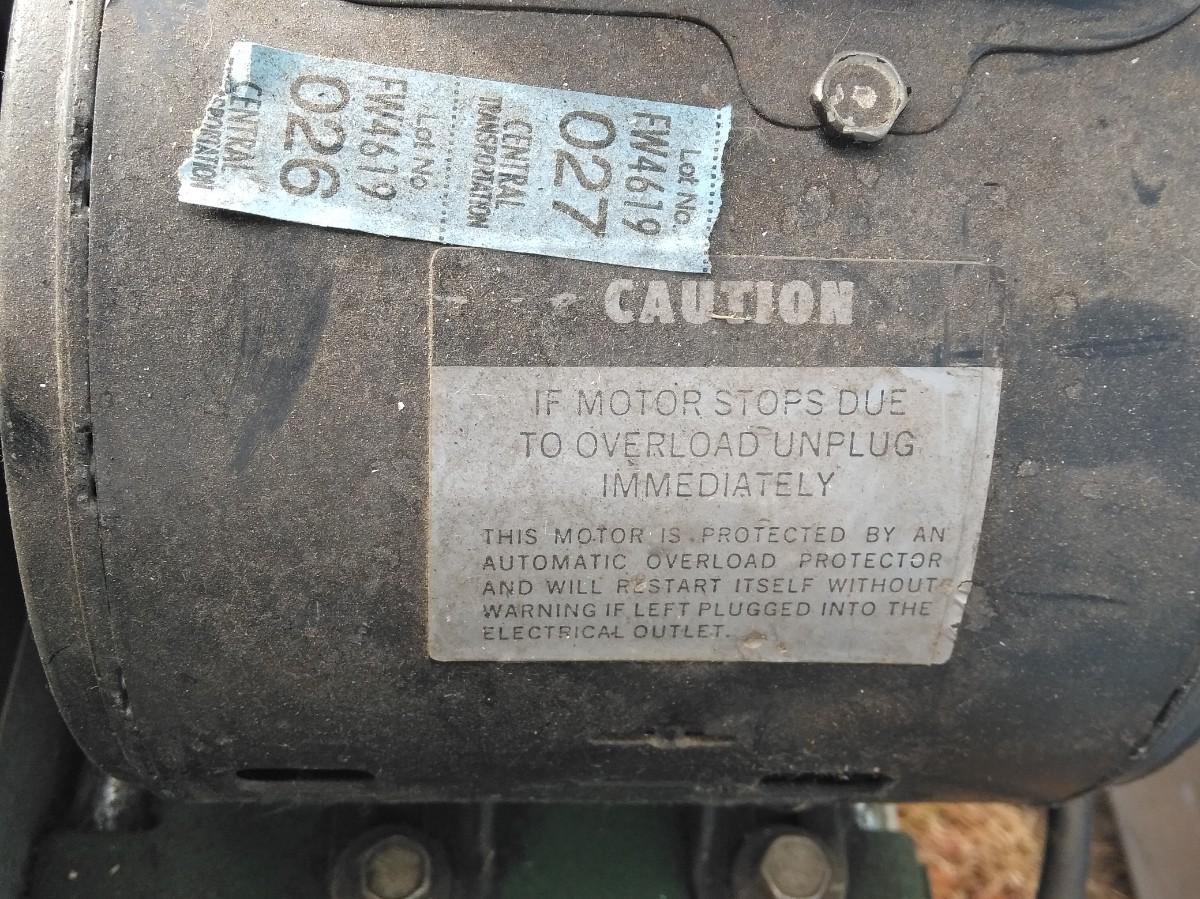 Lot No.
FW4619
027
CENTRAL
TRANSPORTATION
Lot No.
FW4619
026
CENTRAL
CAUTION
IF MOTOR STOPS DUE
TO OVERLOAD UNPLUG
IMMEDIATELY
THIS MOTOR IS PROTECTED BY AN
AUTOMATIC OVERLOAD PROTECTOR
AND WILL RESTART ITSELF WITHOUT
WARNING IF LEFT PLUGGED INTO THE
ELECTRICAL OUTLET.